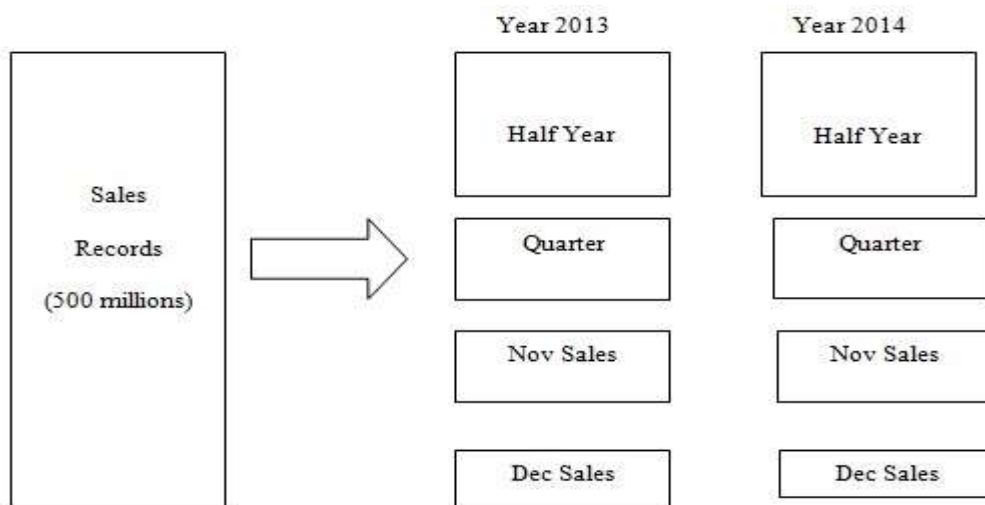 Year 2013
Year 2014
Sales
Records
(500 millions)
Half Year
Half Year
Quarter
Quarter
Nov Sales
Nov Sales
Dec Sales
Dec Sales